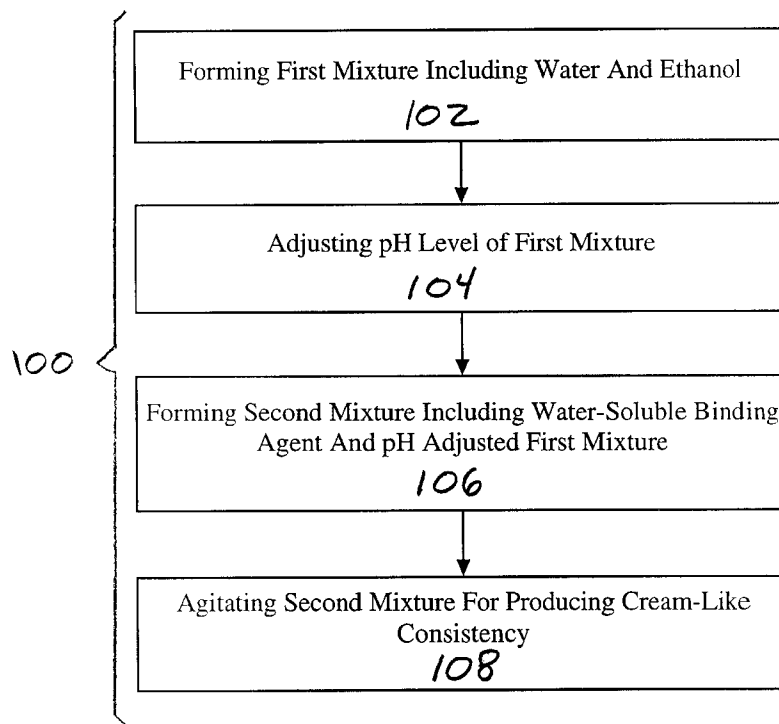 Forming First Mixture Including Water And Ethanol
102
Adjusting pH Level of First Mixture
104
100
Forming Second Mixture Including Water-Soluble Binding
Agent And pH Adjusted First Mixture
106
Agitating Second Mixture For Producing Cream-Like
Consistency
108